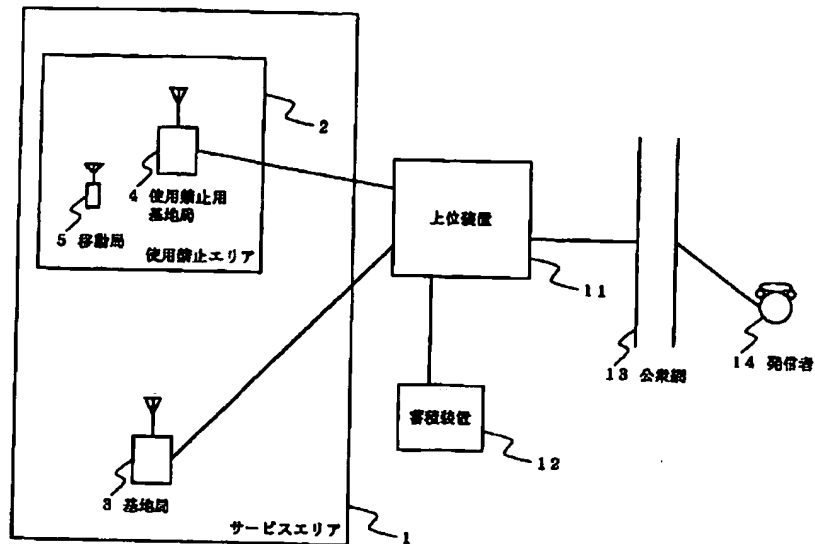 2
4 使用禁止用
基地局
5 移動局
使用禁止エリア
上位装置
11
13 公衆網
14 発信者
蓄積装置
12
3 基地局
サービスエリア
1